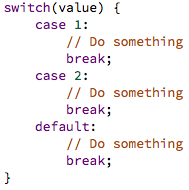 switch(value) {
    case 1:
        // Do something
        break;
    case 2:
        // Do something
        break;
    default:
        // Do something
        break;
}